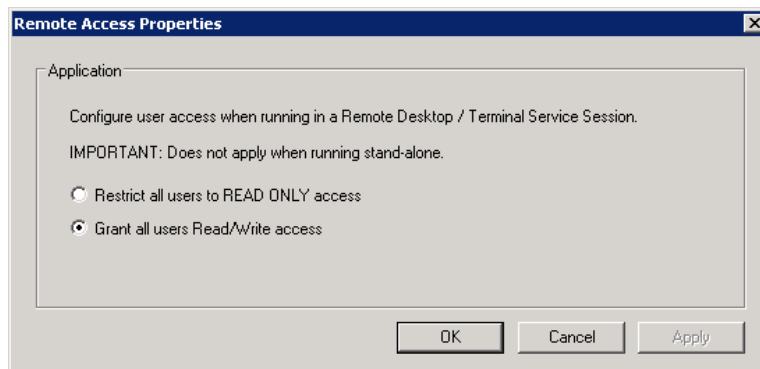 Remote Access Properties
Application
Configure user access when running in a Remote Desktop / Terminal Service Session.
IMPORTANT: Does not apply when running stand-alone.
Restrict all users to READ ONLY access
Grant all users Read/Write access
OK Cancel Apply